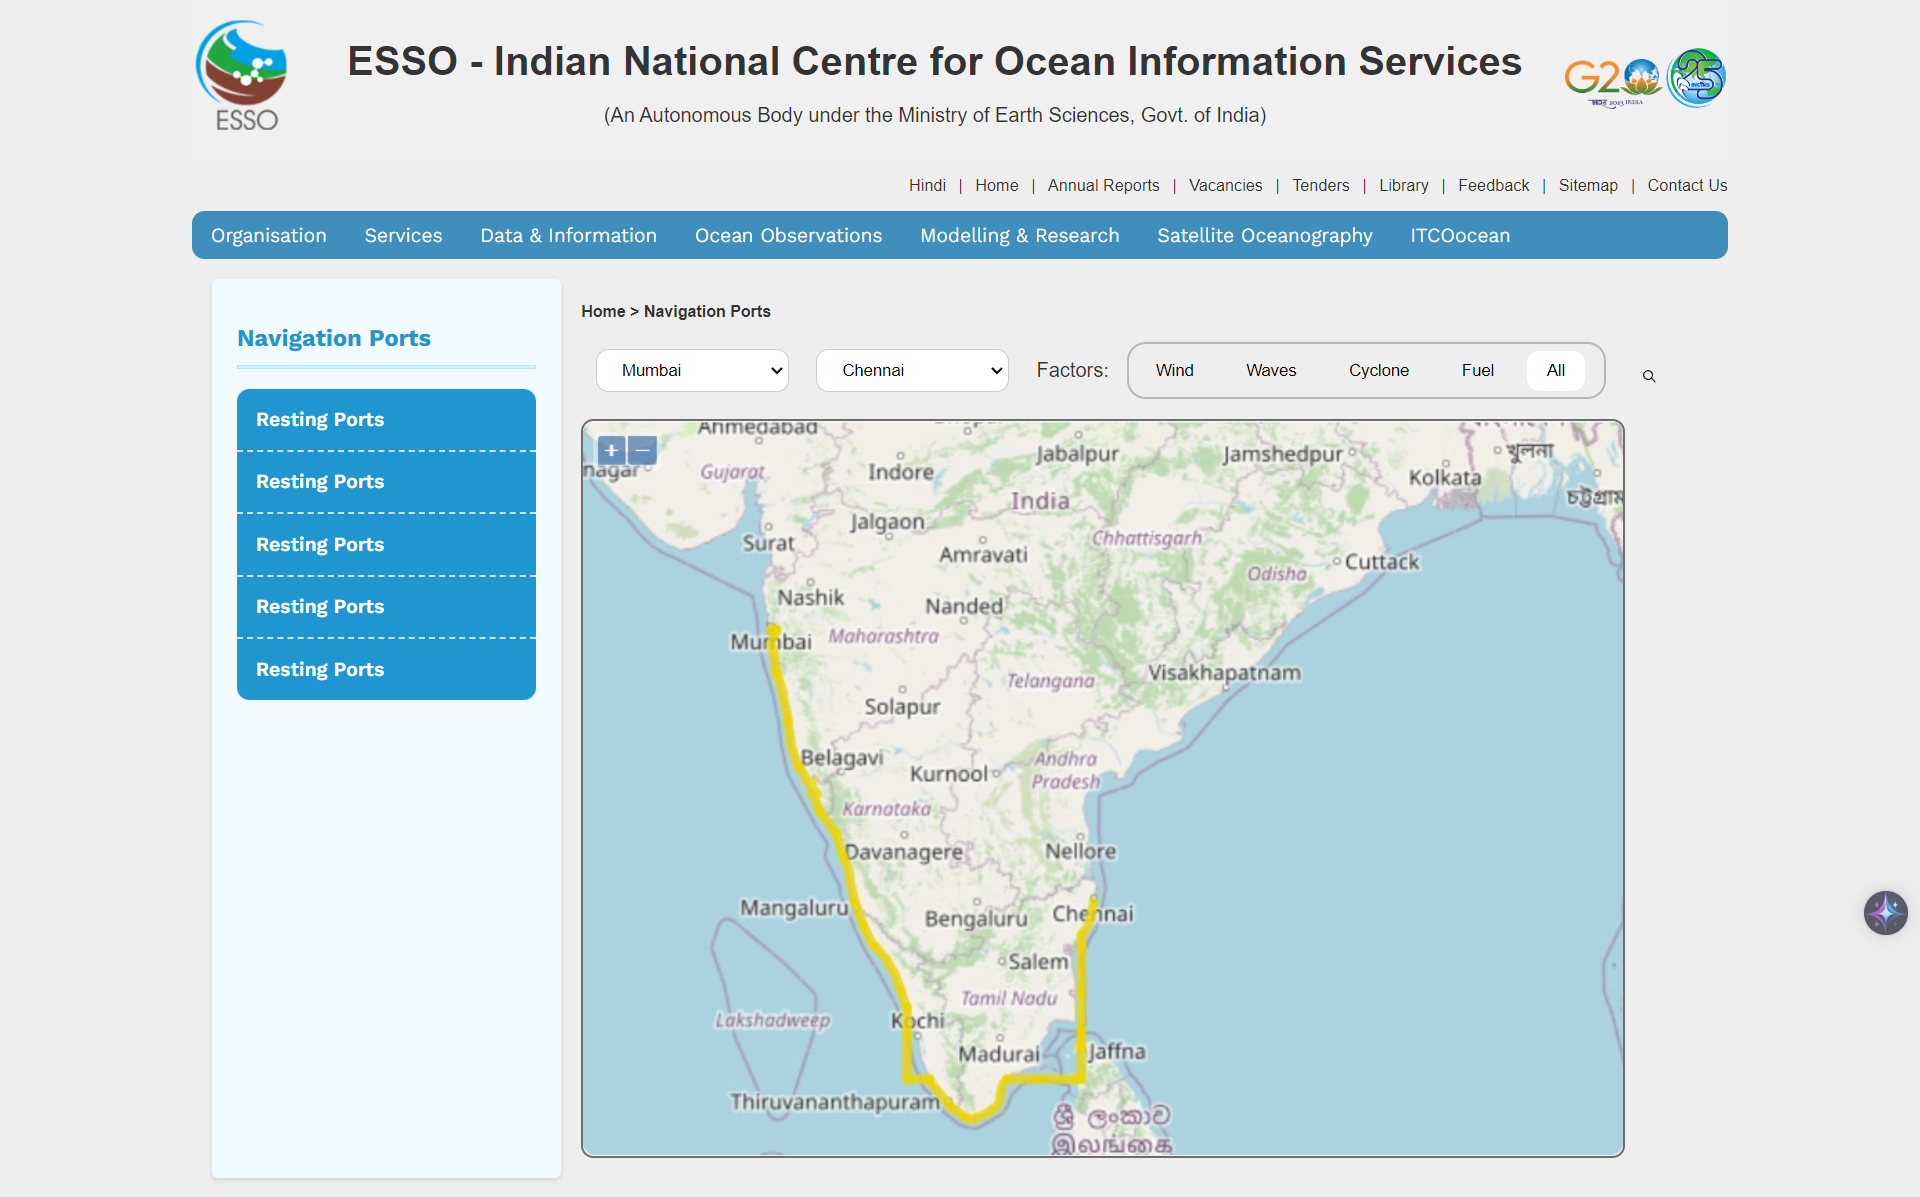 ESSO
ESSO - Indian National Centre for Ocean Information Services
(An Autonomous Body under the Ministry of Earth Sciences, Govt. of India)
G20
भारत 2023 INDIA
25
Hindi | Home | Annual Reports | Vacancies | Tenders | Library | Feedback | Sitemap | Contact Us
Organisation Services Data & Information Ocean Observations Modelling & Research Satellite Oceanography ITCOocean
Navigation Ports
Resting Ports
Resting Ports
Resting Ports
Resting Ports
Resting Ports
Home > Navigation Ports
Mumbai Chennai Factors: Wind Waves Cyclone Fuel All
+ −
Ahmedabad
nagar
Gujarat
Indore
Jabalpur
Jamshedpur
খুলনা
Kolkata
চট্টগ্রাম
India
Jalgaon
Surat
Amravati
Chhattisgarh
Cuttack
Odisha
Nashik
Nanded
Mumbai
Maharashtra
Visakhapatnam
Telangana
Solapur
Belagavi
Kurnool
Andhra
Pradesh
Karnataka
Davanagere
Nellore
Mangaluru
Bengaluru
Chennai
Salem
Tamil Nadu
Lakshadweep
Kochi
Madurai
Jaffna
Thiruvananthapuram
ශ්‍රී ලංකාව
இலங்கை